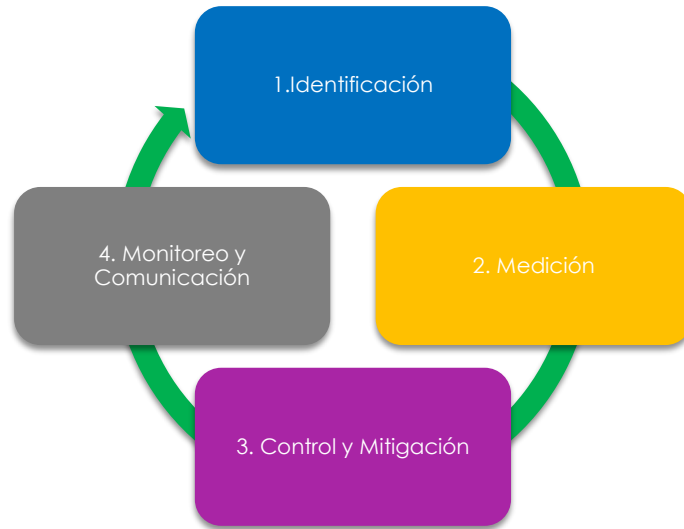 1.Identificación
2. Medición
3. Control y Mitigación
4. Monitoreo y
Comunicación